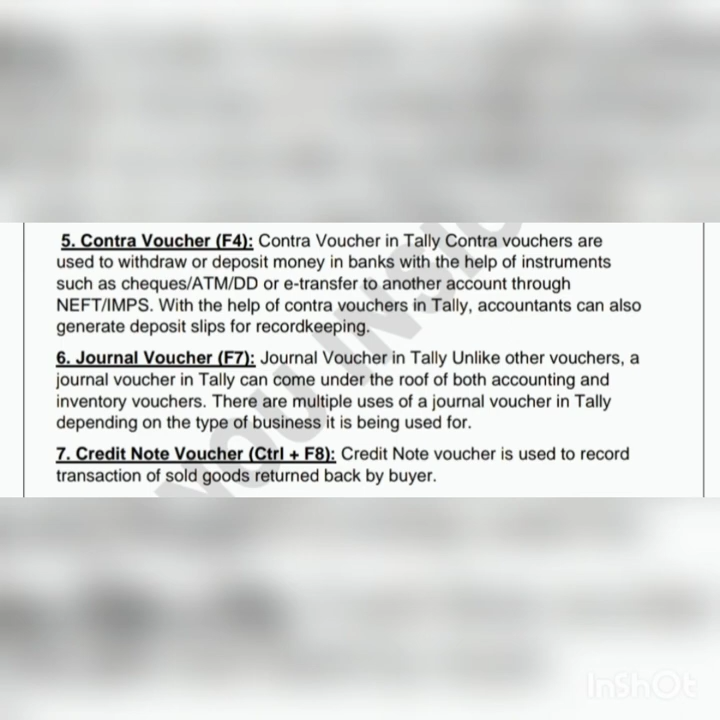 5. Contra Voucher (F4): Contra Voucher in Tally Contra vouchers are
used to withdraw or deposit money in banks with the help of instruments
such as cheques/ATM/DD or e-transfer to another account through
NEFT/IMPS. With the help of contra vouchers in Tally, accountants can also
generate deposit slips for recordkeeping.
6. Journal Voucher (F7): Journal Voucher in Tally Unlike other vouchers, a
journal voucher in Tally can come under the roof of both accounting and
inventory vouchers. There are multiple uses of a journal voucher in Tally
depending on the type of business it is being used for.
7. Credit Note Voucher (Ctrl + F8): Credit Note voucher is used to record
transaction of sold goods returned back by buyer.
InShOt